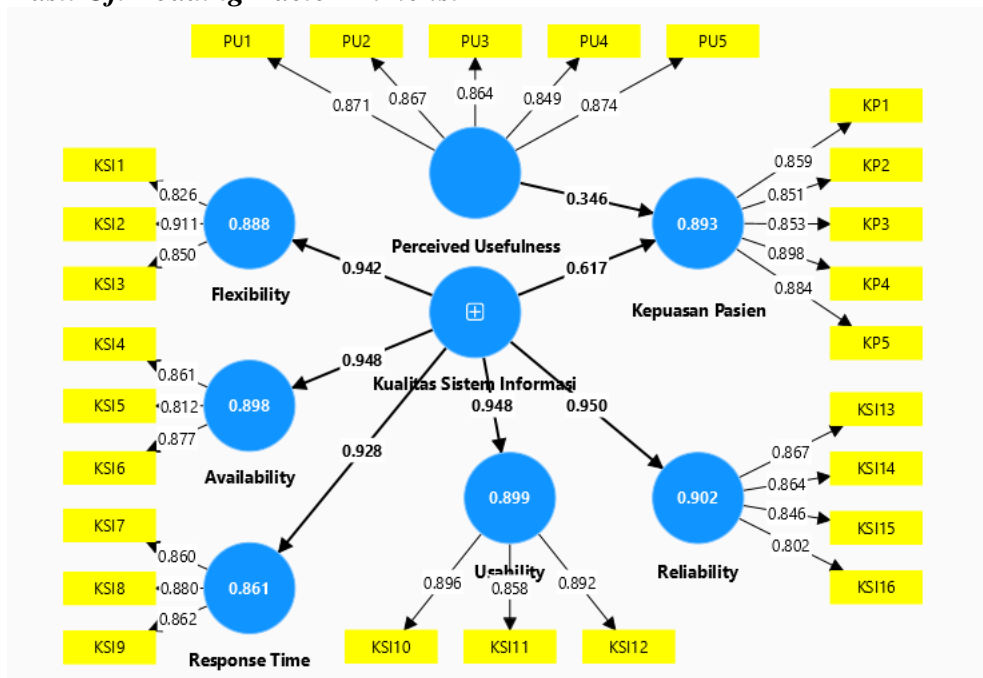 PU1 PU2 PU3 PU4 PU5
0.871 0.867 0.864 0.849 0.874
KP1
KP2
KP3
KP4
KP5
0.859
0.851
0.853
0.898
0.884
0.893
Kepuasan Pasien
0.346
0.617
Perceived Usefulness
Kualitas Sistem Informasi
KSI1
KSI2
KSI3
0.826
0.911
0.850
0.888
Flexibility
0.942
KSI4
KSI5
KSI6
0.861
0.812
0.877
0.898
Availability
0.948
KSI7
KSI8
KSI9
0.860
0.880
0.862
0.861
Response Time
0.928
0.948
0.899
Usability
0.896 0.858 0.892
KSI10 KSI11 KSI12
0.950
0.902
Reliability
0.867
0.864
0.846
0.802
KSI13
KSI14
KSI15
KSI16